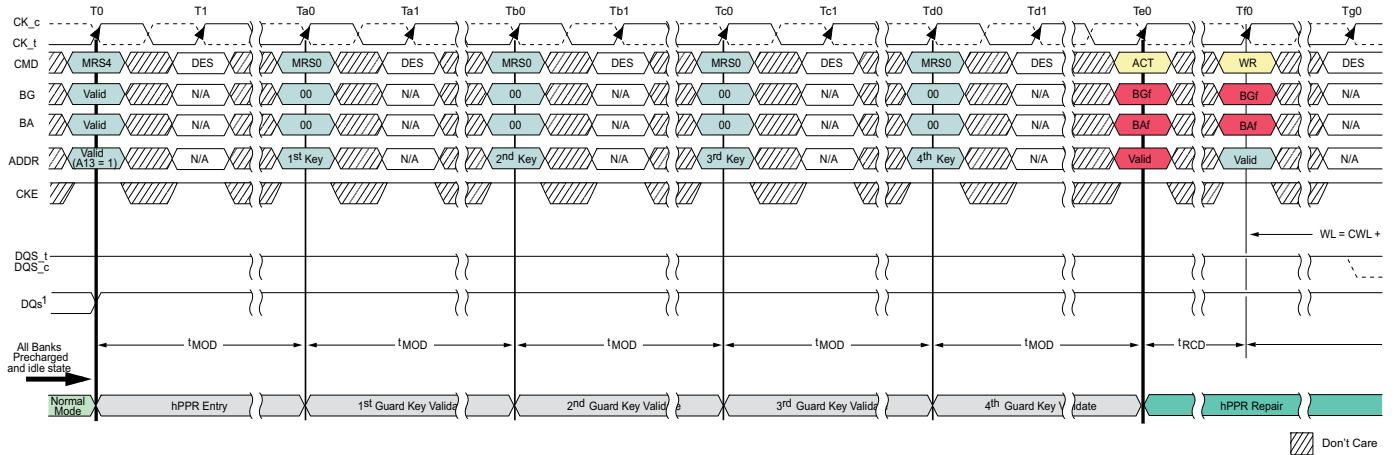 T0 T1 Ta0 Ta1 Tb0 Tb1 Tc0 Tc1 Td0 Td1 Te0 Tf0 Tg0
CK_c
CK_t
CMD MRS4 DES MRS0 DES MRS0 DES MRS0 DES MRS0 DES ACT WR DES
BG Valid N/A 00 N/A 00 N/A 00 N/A 00 N/A BGf BGf N/A
BA Valid N/A 00 N/A 00 N/A 00 N/A 00 N/A BAf BAf N/A
ADDR Valid (A13 = 1) N/A 1st Key N/A 2nd Key N/A 3rd Key N/A 4th Key N/A Valid Valid N/A
CKE
WL = CWL +
DQS_t
DQS_c
DQs1
tMOD tMOD tMOD tMOD tMOD tRCD
All Banks
Precharged
and idle state
Normal Mode hPPR Entry 1st Guard Key Valida 2nd Guard Key Valid e 3rd Guard Key Valida 4th Guard Key V idate hPPR Repair
Don't Care